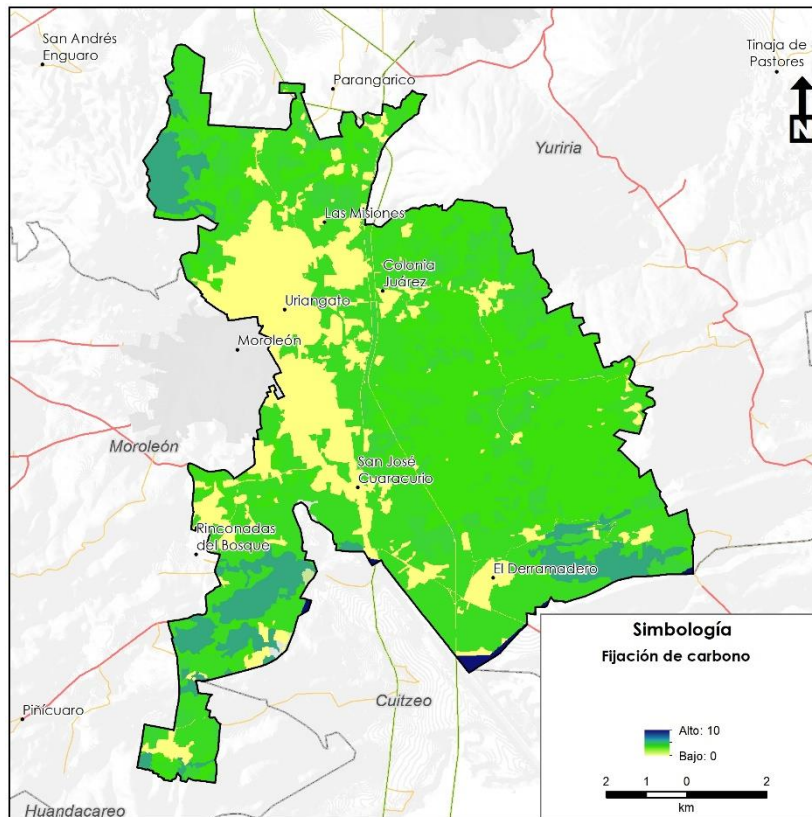 San Andrés
Enguaro
Parangarico
Tinaja de
Pastores
N
Yuriria
Las Misiones
Colonia
Juárez
Uriangato
Moroleón
Moroleón
San José
Cuaracurio
Rinconadas
del Bosque
El Derramadero
Cuitzeo
Piñícuaro
Huandacareo
Simbología
Fijación de carbono
Alto: 10
Bajo: 0
2 1 0 2
km